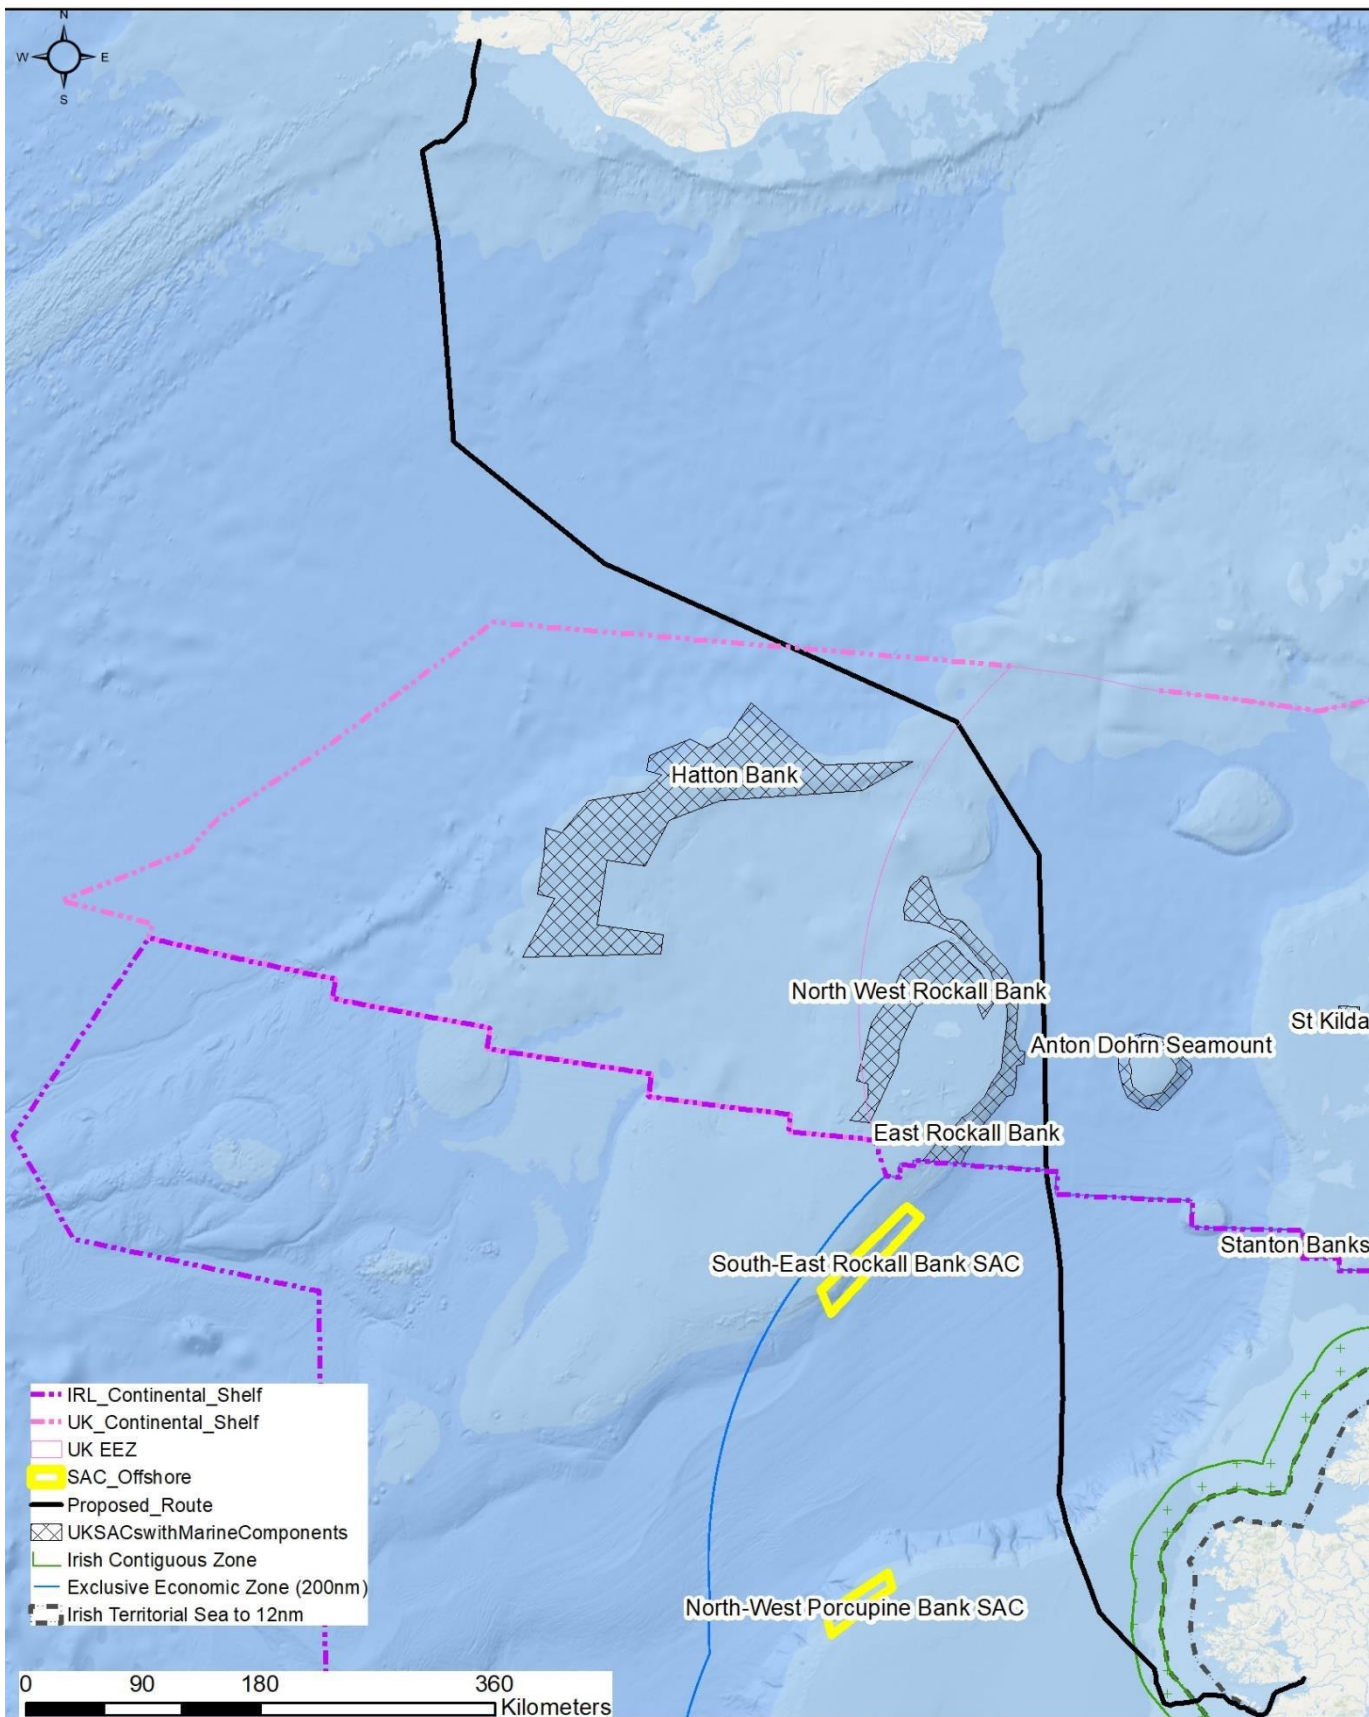 N
W E
S
Hatton Bank
North West Rockall Bank
St Kilda
Anton Dohrn Seamount
East Rockall Bank
Stanton Banks
South-East Rockall Bank SAC
IRL_Continental_Shelf
UK_Continental_Shelf
UK EEZ
SAC_Offshore
Proposed_Route
UKSACswithMarineComponents
Irish Contiguous Zone
Exclusive Economic Zone (200nm)
Irish Territorial Sea to 12nm
North-West Porcupine Bank SAC
0 90 180 360
Kilometers